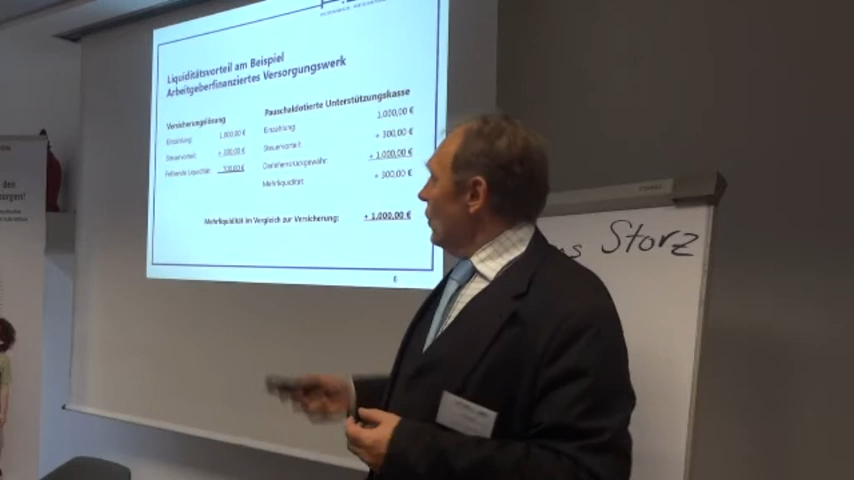 Liquiditätsvorteil am Beispiel
Arbeitgeberfinanziertes Versorgungswerk
Versicherungslösung
Einzahlung: 1.000,00 €
Steuervorteil: + 300,00 €
Fehlende Liquidität: 700,00 €
Pauschaldotierte Unterstützungskasse
Einzahlung: 1.000,00 €
Steuervorteil: + 300,00 €
Darlehensrückgewähr: + 1.000,00 €
Mehrliquidität: + 300,00 €
Mehrliquidität im Vergleich zur Versicherung: + 1.000,00 €
6
den
Storz